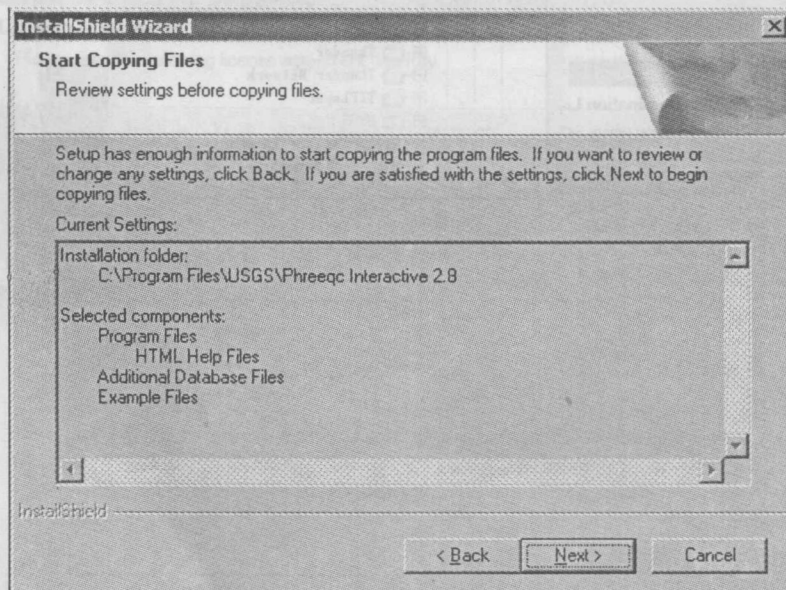 InstallShield Wizard
Start Copying Files
Review settings before copying files.
Setup has enough information to start copying the program files. If you want to review or
change any settings, click Back. If you are satisfied with the settings, click Next to begin
copying files.
Current Settings:
Installation folder:
C:\Program Files\USGS\Phreeqc Interactive 2.8
Selected components:
Program Files
HTML Help Files
Additional Database Files
Example Files
InstallShield
< Back
Next >
Cancel